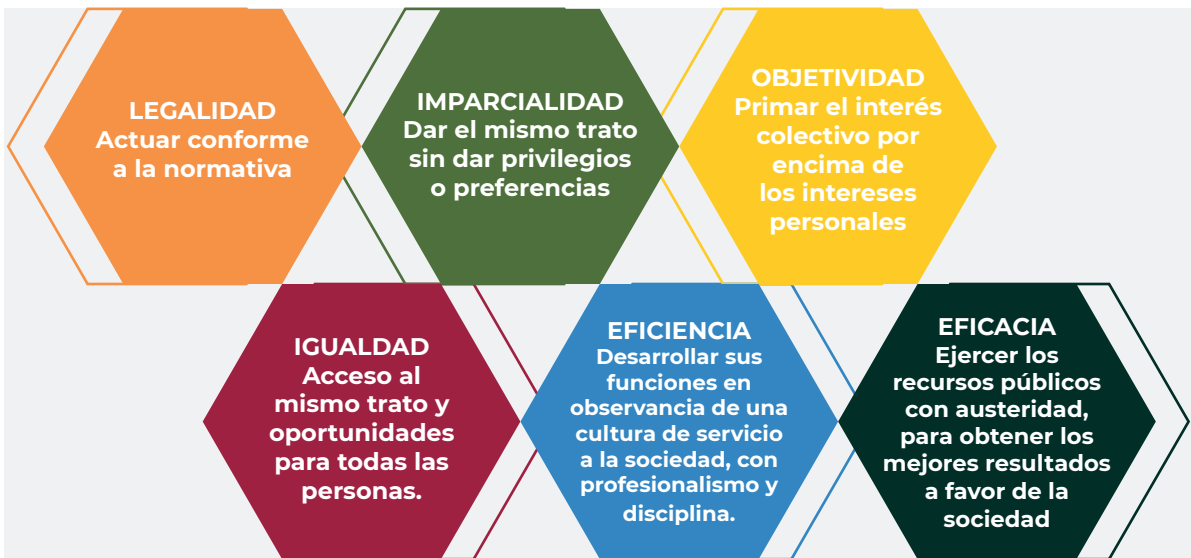 LEGALIDAD
Actuar conforme
a la normativa
IMPARCIALIDAD
Dar el mismo trato
sin dar privilegios
o preferencias
OBJETIVIDAD
Primar el interés
colectivo por
encima de
los intereses
personales
IGUALDAD
Acceso al
mismo trato y
oportunidades
para todas las
personas.
EFICIENCIA
Desarrollar sus
funciones en
observancia de una
cultura de servicio
a la sociedad, con
profesionalismo y
disciplina.
EFICACIA
Ejercer los
recursos públicos
con austeridad,
para obtener los
mejores resultados
a favor de la
sociedad